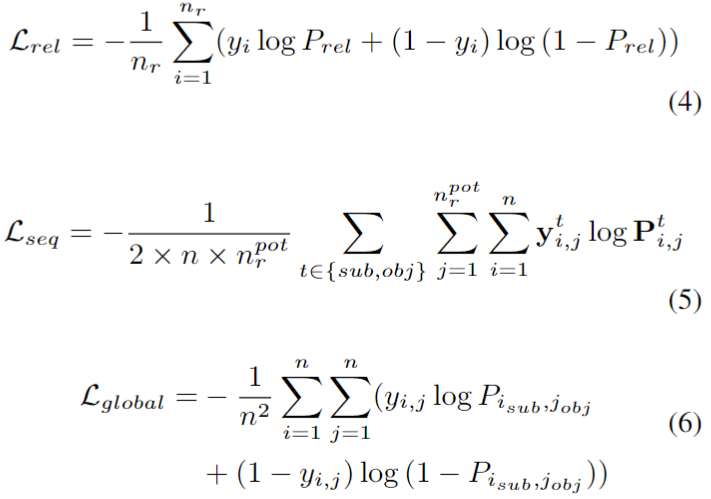 $\mathcal{L}_{rel} = -\frac{1}{n_r} \sum_{i=1}^{n_r} (y_i \log P_{rel} + (1 - y_i) \log (1 - P_{rel}))$
(4)
$\mathcal{L}_{seq} = -\frac{1}{2 \times n \times n_r^{pot}} \sum_{t \in \{sub,obj\}} \sum_{j=1}^{n_r^{pot}} \sum_{i=1}^{n} \mathbf{y}_{i,j}^{t} \log \mathbf{P}_{i,j}^{t}$
(5)
$\mathcal{L}_{global} = -\frac{1}{n^2} \sum_{i=1}^{n} \sum_{j=1}^{n} (y_{i,j} \log P_{i_{sub},j_{obj}}$
(6)
$+ (1 - y_{i,j}) \log (1 - P_{i_{sub},j_{obj}}))$